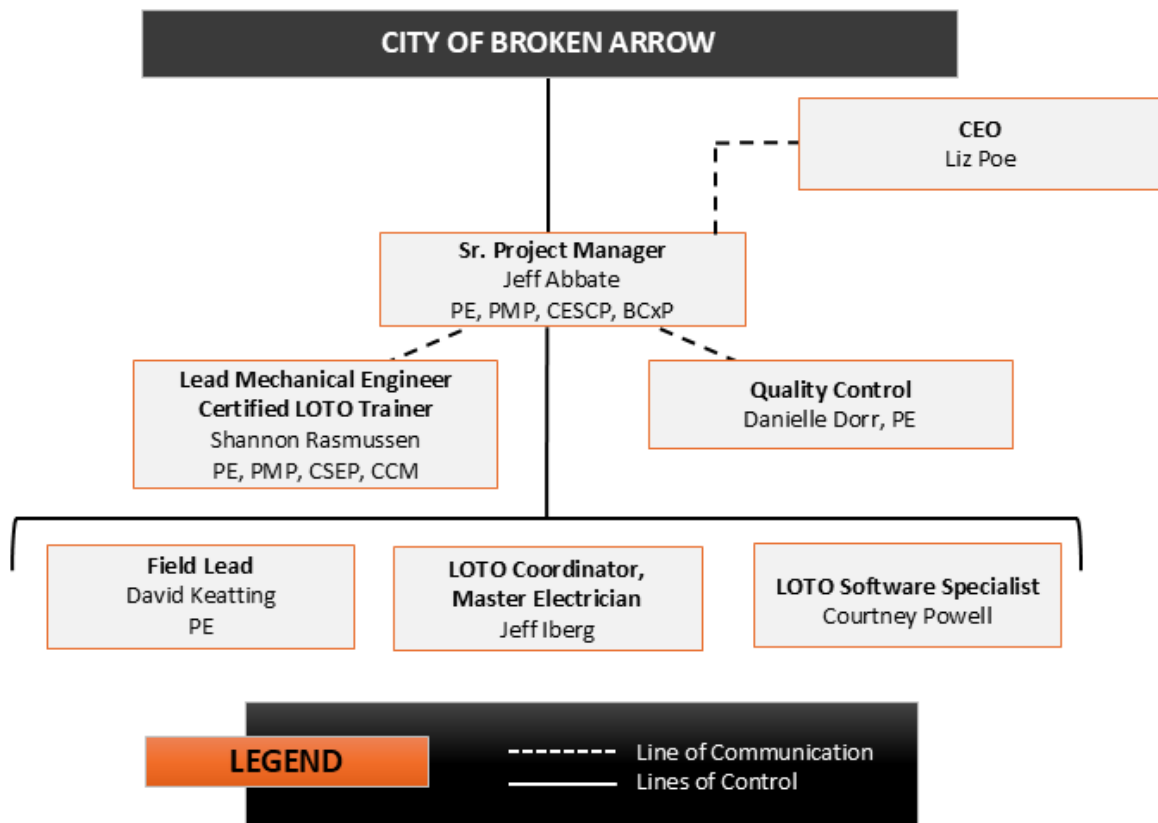 CITY OF BROKEN ARROW
CEO
Liz Poe
Sr. Project Manager
Jeff Abbate
PE, PMP, CESCP, BCxP
Lead Mechanical Engineer
Certified LOTO Trainer
Shannon Rasmussen
PE, PMP, CSEP, CCM
Quality Control
Danielle Dorr, PE
Field Lead
David Keatting
PE
LOTO Coordinator,
Master Electrician
Jeff Iberg
LOTO Software Specialist
Courtney Powell
LEGEND
Line of Communication
Lines of Control